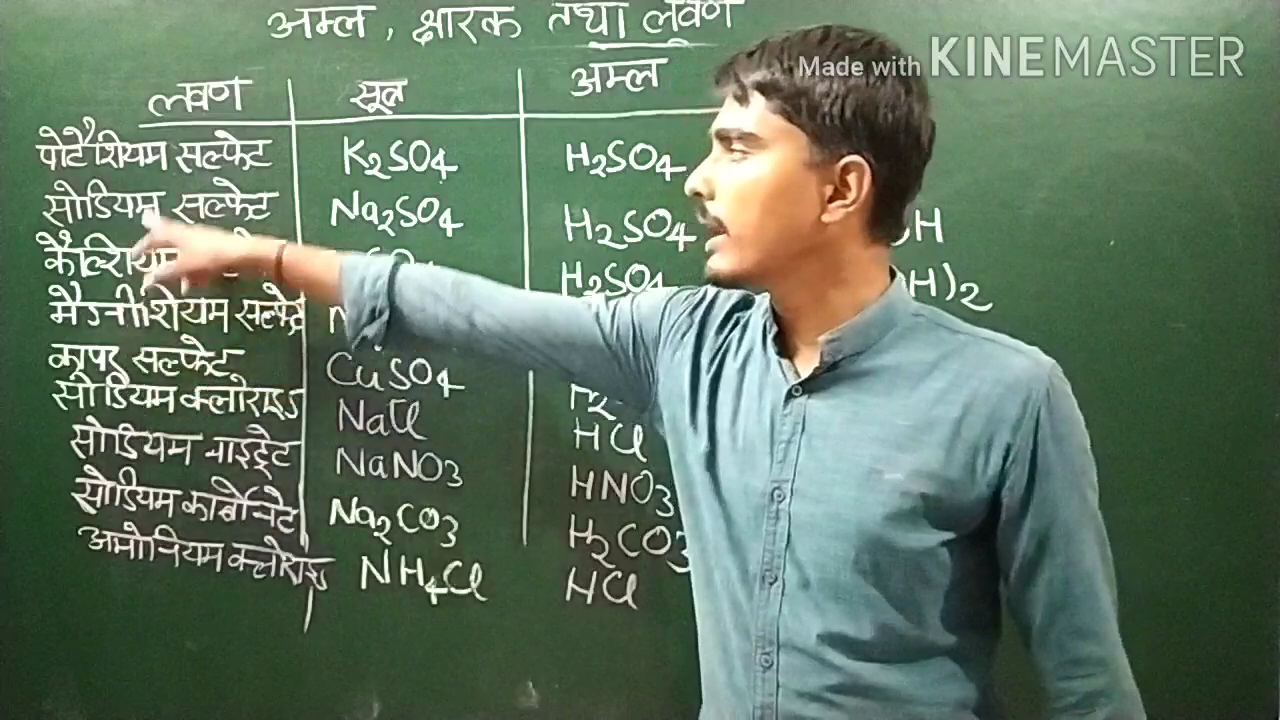 अम्ल, क्षारक तथा लवण
Made with KINEMASTER
लवण सूत्र अम्ल
पोटैशियम सल्फेट K2SO4 H2SO4
सोडियम सल्फेट Na2SO4 H2SO4 OH
कैल्शियम H2SO4 H)2
मैग्नीशियम सल्फेट
कापर सल्फेट CuSO4
सोडियम क्लोराइड NaCl HCl
सोडियम नाइट्रेट NaNO3 HNO3
सोडियम कार्बोनेट Na2CO3 H2CO3
अमोनियम क्लोराइड NH4Cl HCl